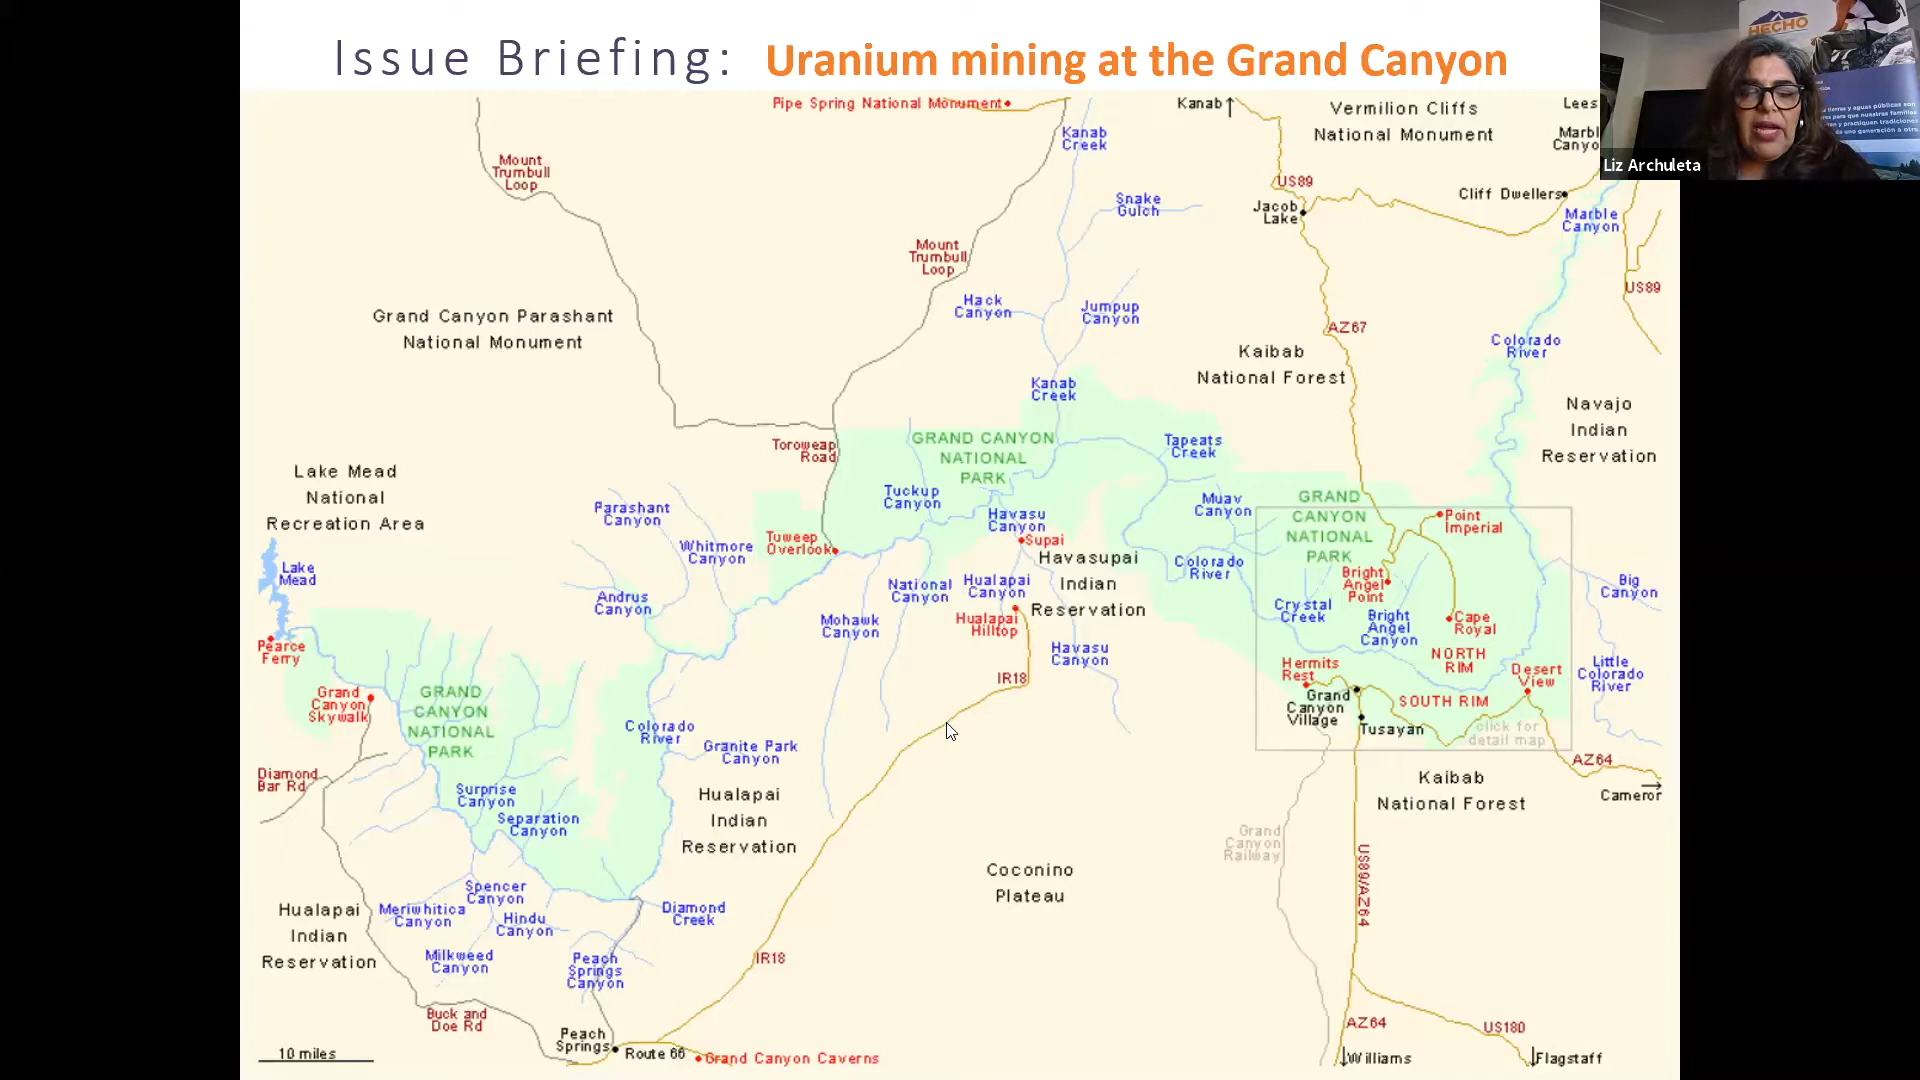 Issue Briefing: Uranium mining at the Grand Canyon
HECHO
Liz Archuleta
Pipe Spring National Monument
Kanab
Vermilion Cliffs
National Monument
Lees
Marbl
Canyo
Kanab
Creek
Mount
Trumbull
Loop
US89
Cliff Dwellers
Snake
Gulch
Jacob
Lake
Marble
Canyon
Mount
Trumbull
Loop
US89
Hack
Canyon
Jumpup
Canyon
Grand Canyon Parashant
National Monument
AZ67
Colorado
River
Kaibab
National Forest
Kanab
Creek
Navajo
Indian
Reservation
Toroweap
Road
GRAND CANYON
NATIONAL
PARK
Tapeats
Creek
Lake Mead
National
Recreation Area
Parashant
Canyon
Tuckup
Canyon
Havasu
Canyon
Muav
Canyon
GRAND
CANYON
NATIONAL
PARK
Point
Imperial
Whitmore
Canyon
Tuweep
Overlook
Supai
Havasupai
Indian
Reservation
Colorado
River
Lake
Mead
National
Canyon
Hualapai
Canyon
Bright
Angel
Point
Big
Canyon
Andrus
Canyon
Mohawk
Canyon
Hualapai
Hilltop
Crystal
Creek
Bright
Angel
Canyon
Cape
Royal
Pearce
Ferry
Havasu
Canyon
NORTH
RIM
Hermits
Rest
Desert
View
Little
Colorado
River
IR18
Grand
Canyon
Skywalk
GRAND
CANYON
NATIONAL
PARK
Grand
Canyon
Village
SOUTH RIM
Tusayan
click for
detail map
Colorado
River
Granite Park
Canyon
AZ64
Diamond
Bar Rd
Kaibab
National Forest
Cameror
Surprise
Canyon
Separation
Canyon
Hualapai
Indian
Reservation
Grand
Canyon
Railway
US89/AZ64
Coconino
Plateau
Spencer
Canyon
Meriwhitica
Canyon
Hindu
Canyon
Diamond
Creek
Hualapai
Indian
Reservation
Milkweed
Canyon
Peach
Springs
Canyon
IR18
Buck and
Doe Rd
AZ64
US180
Peach
Springs
Route 66
Grand Canyon Caverns
10 miles
Williams
Flagstaff